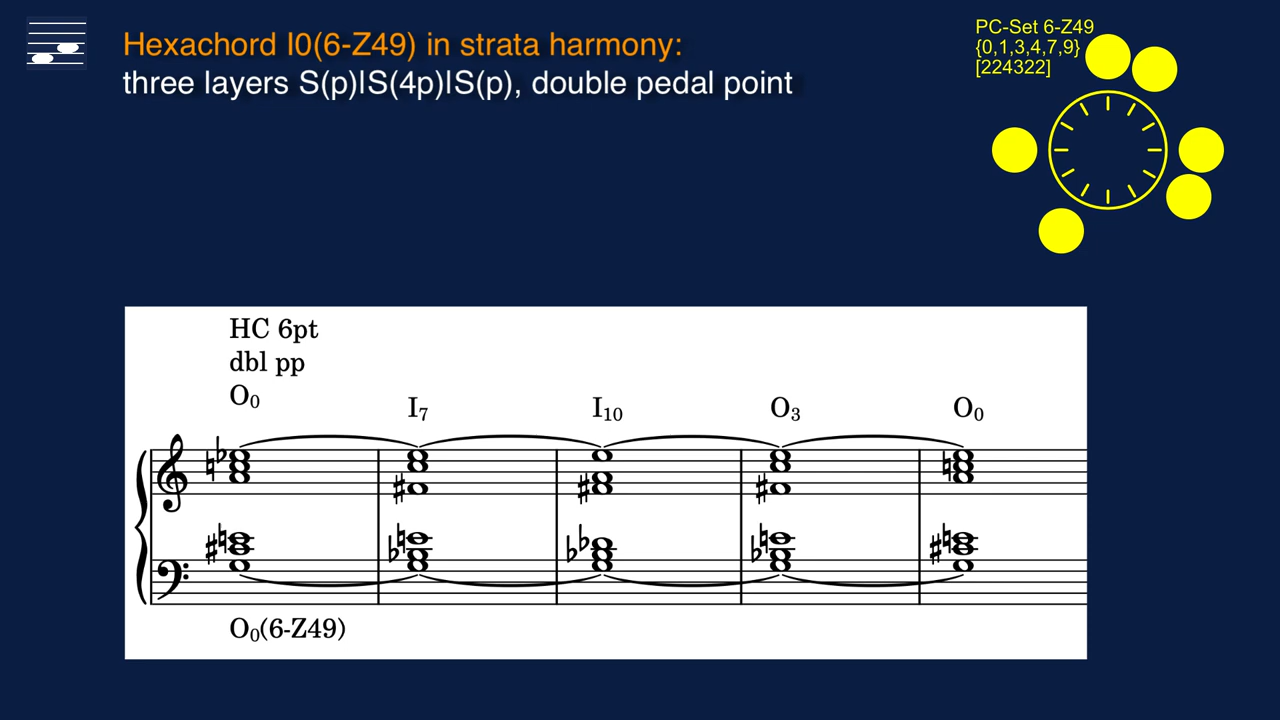 Hexachord I0(6-Z49) in strata harmony:
three layers S(p)|S(4p)|S(p), double pedal point
PC-Set 6-Z49
{0,1,3,4,7,9}
[224322]
HC 6pt
dbl pp
O₀ I₇ I₁₀ O₃ O₀
O₀(6-Z49)